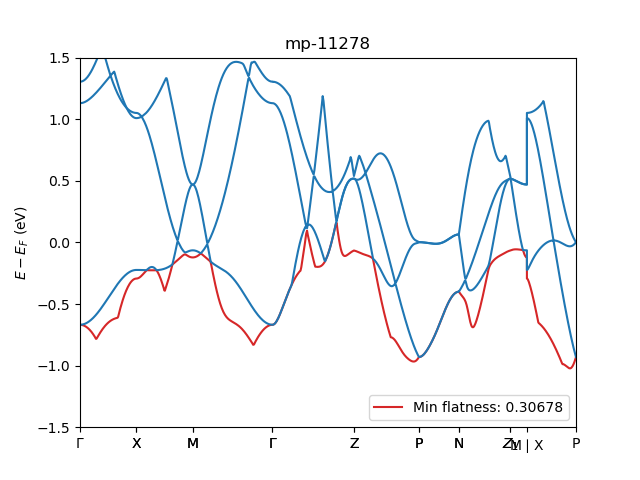 mp-11278
E − E_F (eV)
1.5
1.0
0.5
0.0
−0.5
−1.0
−1.5
Min flatness: 0.30678
Γ X M Γ Z P N Z₁ M | X P